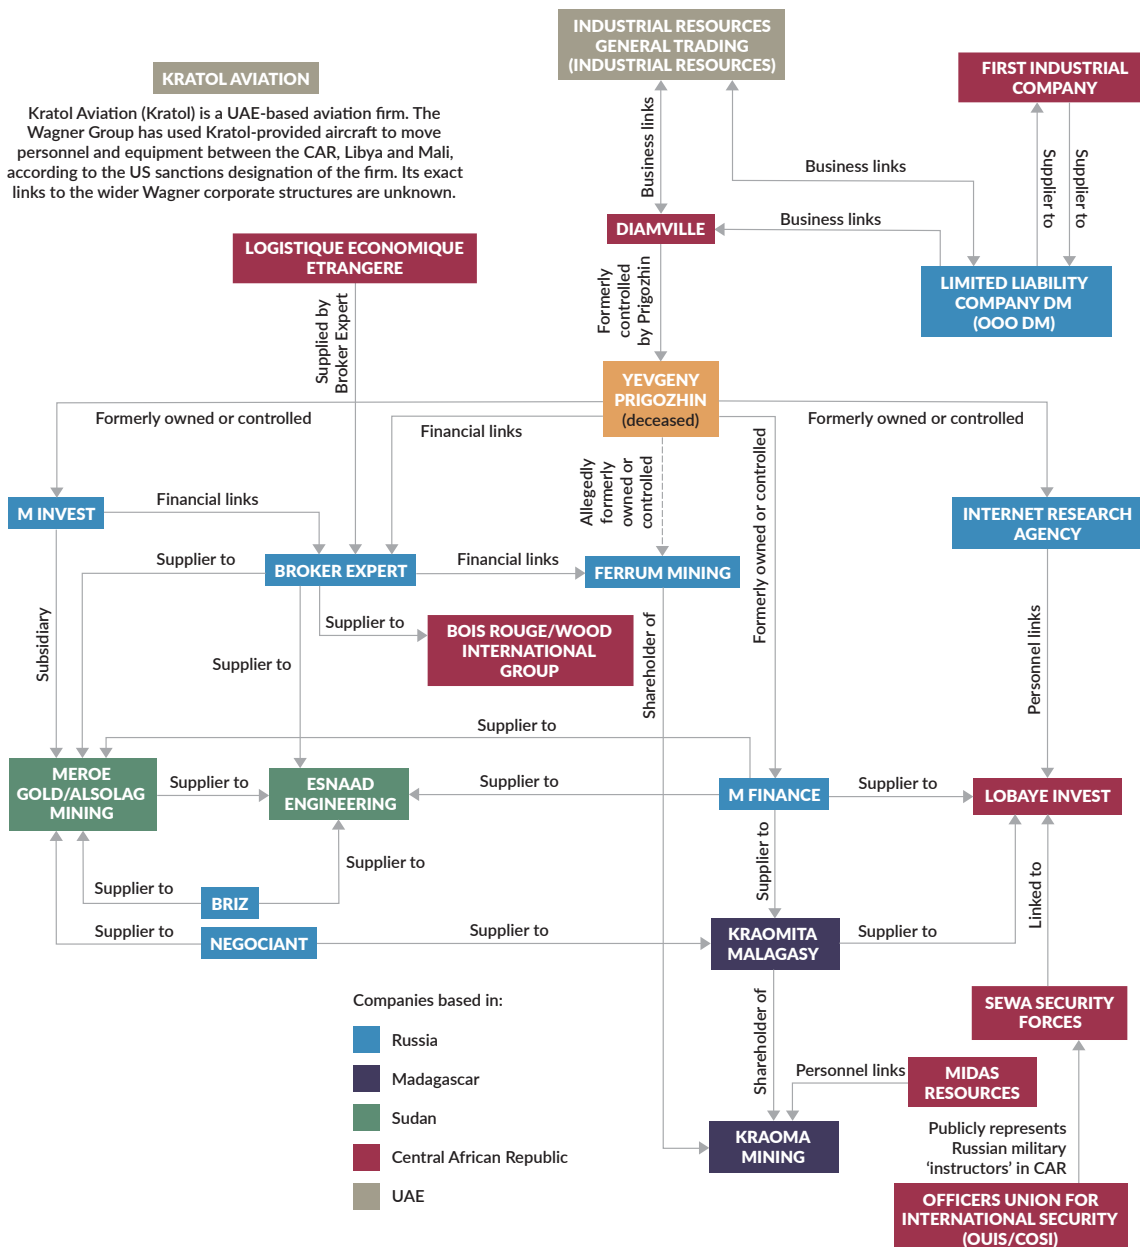 INDUSTRIAL RESOURCES
GENERAL TRADING
(INDUSTRIAL RESOURCES)
KRATOL AVIATION
Kratol Aviation (Kratol) is a UAE-based aviation firm. The
Wagner Group has used Kratol-provided aircraft to move
personnel and equipment between the CAR, Libya and Mali,
according to the US sanctions designation of the firm. Its exact
links to the wider Wagner corporate structures are unknown.
FIRST INDUSTRIAL
COMPANY
Business links
Business links
Supplier to
Supplier to
Business links
DIAMVILLE
LOGISTIQUE ECONOMIQUE
ETRANGERE
LIMITED LIABILITY
COMPANY DM
(OOO DM)
Formerly
controlled
by Prigozhin
Supplied by
Broker Expert
YEVGENY
PRIGOZHIN
(deceased)
Formerly owned or controlled
Financial links
Formerly owned or controlled
Allegedly
formerly
owned or
controlled
Formerly owned or controlled
M INVEST
Financial links
INTERNET RESEARCH
AGENCY
Supplier to
BROKER EXPERT
Financial links
FERRUM MINING
Subsidiary
Supplier to
BOIS ROUGE/WOOD
INTERNATIONAL
GROUP
Supplier to
Shareholder of
Personnel links
Supplier to
MEROE
GOLD/ALSOLAG
MINING
Supplier to
ESNAAD
ENGINEERING
Supplier to
M FINANCE
Supplier to
LOBAYE INVEST
Supplier to
Supplier to
Supplier to
BRIZ
Supplier to
NEGOCIANT
Supplier to
KRAOMITA
MALAGASY
Supplier to
Linked to
Companies based in:
Russia
Madagascar
Sudan
Central African Republic
UAE
Shareholder of
SEWA SECURITY
FORCES
Personnel links
MIDAS
RESOURCES
KRAOMA
MINING
Publicly represents
Russian military
‘instructors’ in CAR
OFFICERS UNION FOR
INTERNATIONAL SECURITY
(OUIS/COSI)